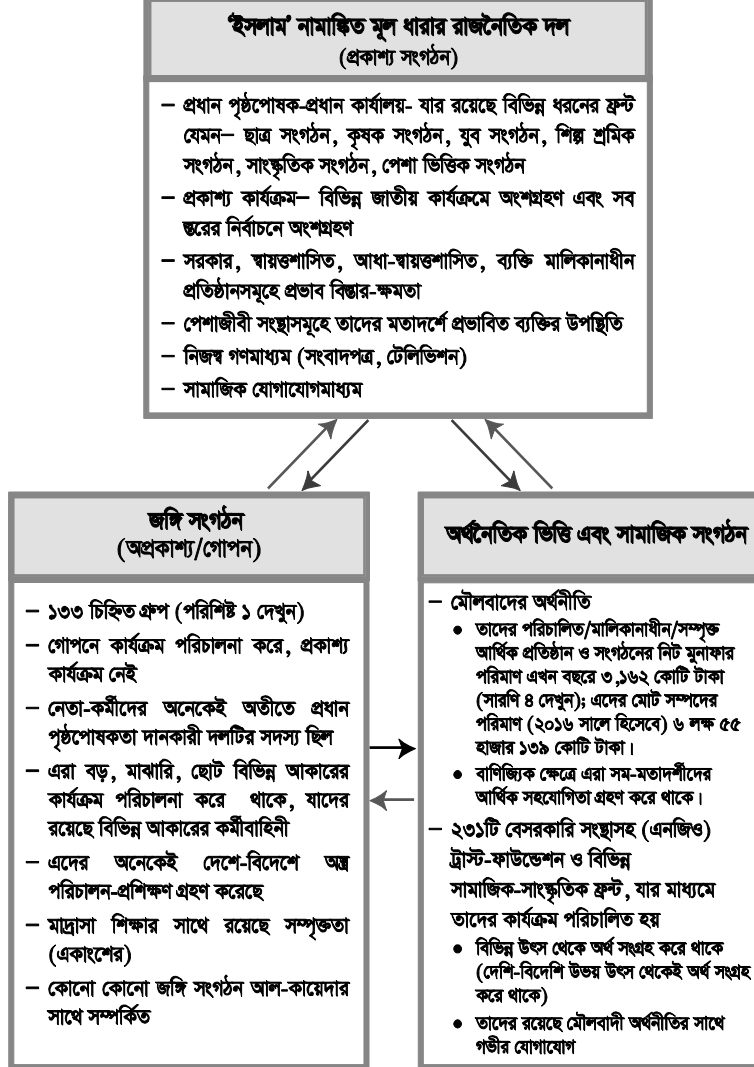 ‘ইসলাম’ নামাঙ্কিত মূল ধারার রাজনৈতিক দল
(প্রকাশ্য সংগঠন)
– প্রধান পৃষ্ঠপোষক-প্রধান কার্যালয়- যার রয়েছে বিভিন্ন ধরনের ফ্রন্ট
যেমন– ছাত্র সংগঠন, কৃষক সংগঠন, যুব সংগঠন, শিল্প শ্রমিক
সংগঠন, সাংস্কৃতিক সংগঠন, পেশা ভিত্তিক সংগঠন
– প্রকাশ্য কার্যক্রম– বিভিন্ন জাতীয় কার্যক্রমে অংশগ্রহণ এবং সব
স্তরের নির্বাচনে অংশগ্রহণ
– সরকার, স্বায়ত্তশাসিত, আধা-স্বায়ত্তশাসিত, ব্যক্তি মালিকানাধীন
প্রতিষ্ঠানসমূহে প্রভাব বিস্তার-ক্ষমতা
– পেশাজীবী সংস্থাসমূহে তাদের মতাদর্শে প্রভাবিত ব্যক্তির উপস্থিতি
– নিজস্ব গণমাধ্যম (সংবাদপত্র, টেলিভিশন)
– সামাজিক যোগাযোগমাধ্যম
জঙ্গি সংগঠন
(অপ্রকাশ্য/গোপন)
– ১৩৩ চিহ্নিত গ্রুপ (পরিশিষ্ট ১ দেখুন)
– গোপনে কার্যক্রম পরিচালনা করে, প্রকাশ্য
কার্যক্রম নেই
– নেতা-কর্মীদের অনেকেই অতীতে প্রধান
পৃষ্ঠপোষকতা দানকারী দলটির সদস্য ছিল
– এরা বড়, মাঝারি, ছোট বিভিন্ন আকারের
কার্যক্রম পরিচালনা করে থাকে, যাদের
রয়েছে বিভিন্ন আকারের কর্মীবাহিনী
– এদের অনেকেই দেশে-বিদেশে অস্ত্র
পরিচালন-প্রশিক্ষণ গ্রহণ করেছে
– মাদ্রাসা শিক্ষার সাথে রয়েছে সম্পৃক্ততা
(একাংশের)
– কোনো কোনো জঙ্গি সংগঠন আল-কায়েদার
সাথে সম্পর্কিত
অর্থনৈতিক ভিত্তি এবং সামাজিক সংগঠন
– মৌলবাদের অর্থনীতি
• তাদের পরিচালিত/মালিকানাধীন/সম্পৃক্ত
আর্থিক প্রতিষ্ঠান ও সংগঠনের নিট মুনাফার
পরিমাণ এখন বছরে ৩,১৬২ কোটি টাকা
(সারণি ৪ দেখুন); এদের মোট সম্পদের
পরিমাণ (২০১৬ সালে হিসেবে) ৬ লক্ষ ৫৫
হাজার ১৩৯ কোটি টাকা।
• বাণিজ্যিক ক্ষেত্রে এরা সম-মতাদর্শীদের
আর্থিক সহযোগিতা গ্রহণ করে থাকে।
– ২৩১টি বেসরকারি সংস্থাসহ (এনজিও)
ট্রাস্ট-ফাউন্ডেশন ও বিভিন্ন
সামাজিক-সাংস্কৃতিক ফ্রন্ট, যার মাধ্যমে
তাদের কার্যক্রম পরিচালিত হয়
• বিভিন্ন উৎস থেকে অর্থ সংগ্রহ করে থাকে
(দেশি-বিদেশি উভয় উৎস থেকেই অর্থ সংগ্রহ
করে থাকে)
• তাদের রয়েছে মৌলবাদী অর্থনীতির সাথে
গভীর যোগাযোগ